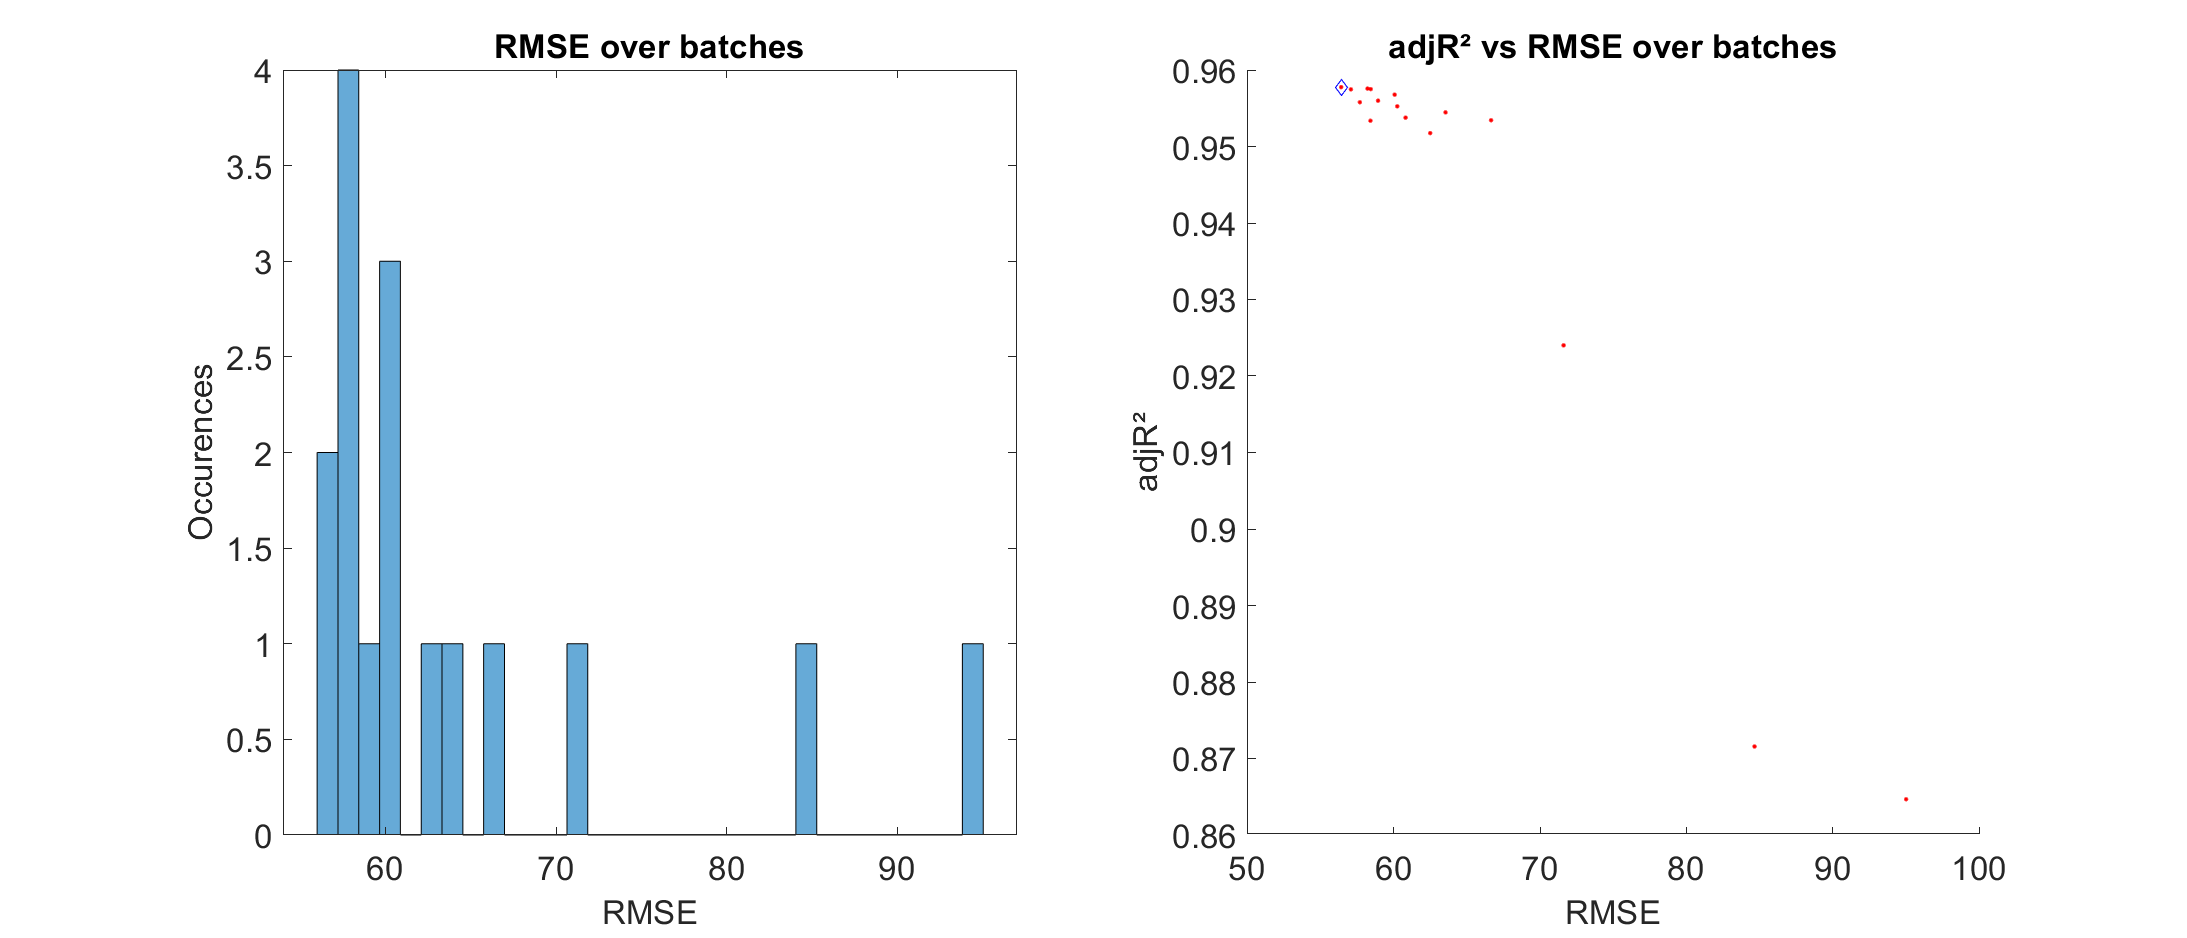 RMSE over batches
4
3.5
3
2.5
2
1.5
1
0.5
0
Occurences
60 70 80 90
RMSE
adjR² vs RMSE over batches
0.96
0.95
0.94
0.93
0.92
0.91
0.9
0.89
0.88
0.87
0.86
adjR²
50 60 70 80 90 100
RMSE